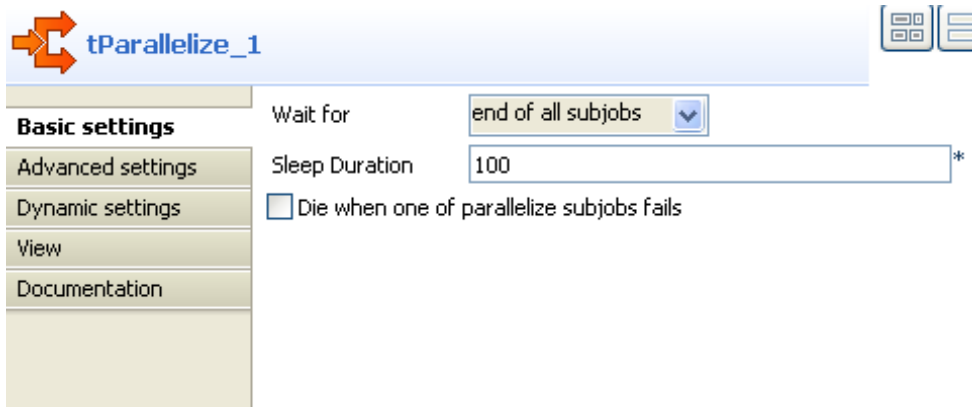 tParallelize_1
Basic settings
Advanced settings
Dynamic settings
View
Documentation
Wait for end of all subjobs
Sleep Duration 100 *
Die when one of parallelize subjobs fails